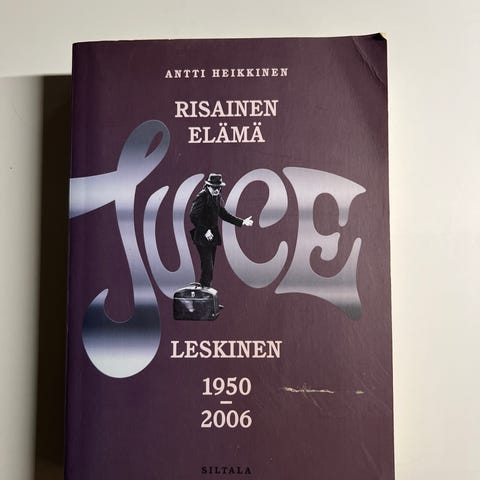 ANTTI HEIKKINEN
RISAINEN
ELÄMÄ
JUICE
LESKINEN
1950
–
2006
SILTALA